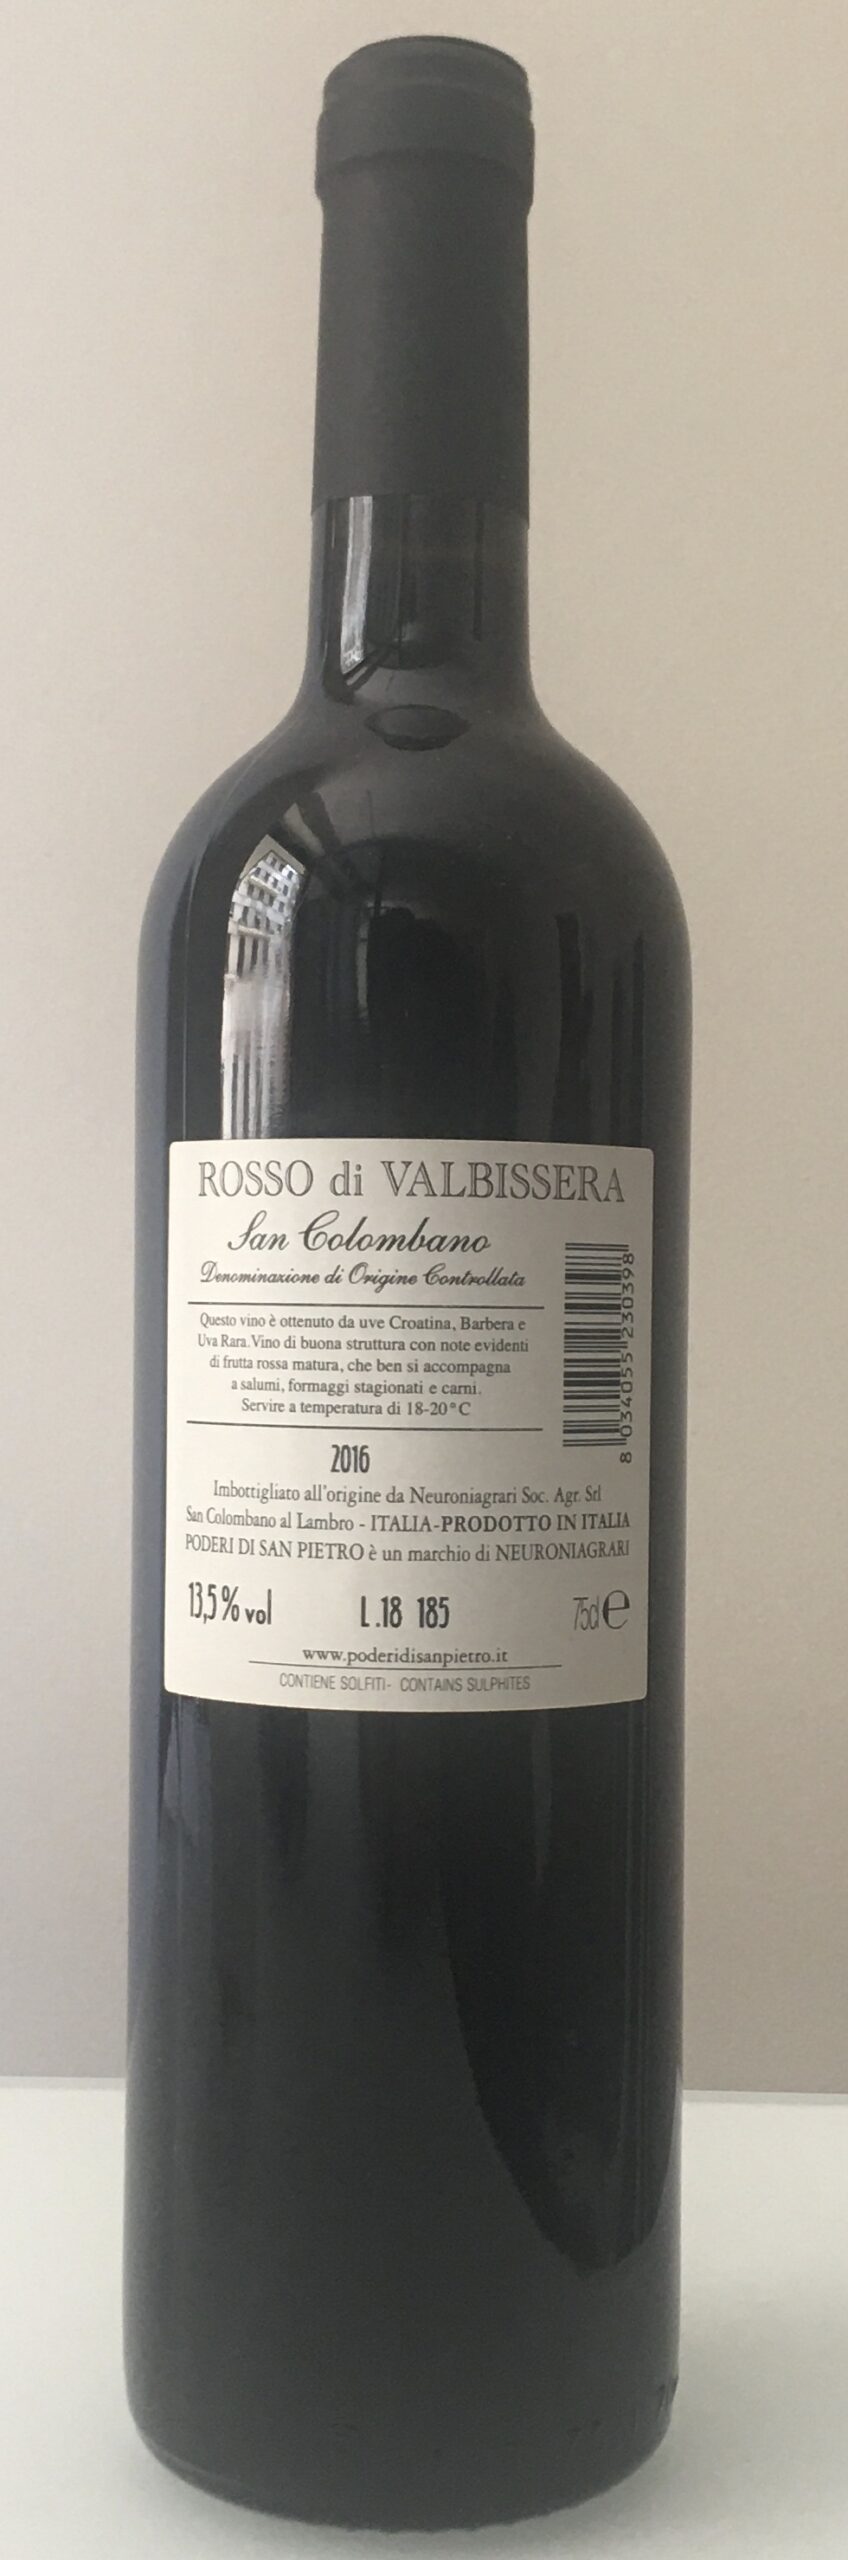 ROSSO di VALBISSERA
San Colombano
Denominazione di Origine Controllata
Questo vino è ottenuto da uve Croatina, Barbera e
Uva Rara. Vino di buona struttura con note evidenti
di frutta rossa matura, che ben si accompagna
a salumi, formaggi stagionati e carni.
Servire a temperatura di 18-20°C
8 034055 230398
2016
Imbottigliato all'origine da Neuroniagrari Soc. Agr. Srl
San Colombano al Lambro - ITALIA-PRODOTTO IN ITALIA
PODERI DI SAN PIETRO è un marchio di NEURONIAGRARI
13,5% vol L.18 185 75cl e
www.poderidisanpietro.it
CONTIENE SOLFITI- CONTAINS SULPHITES